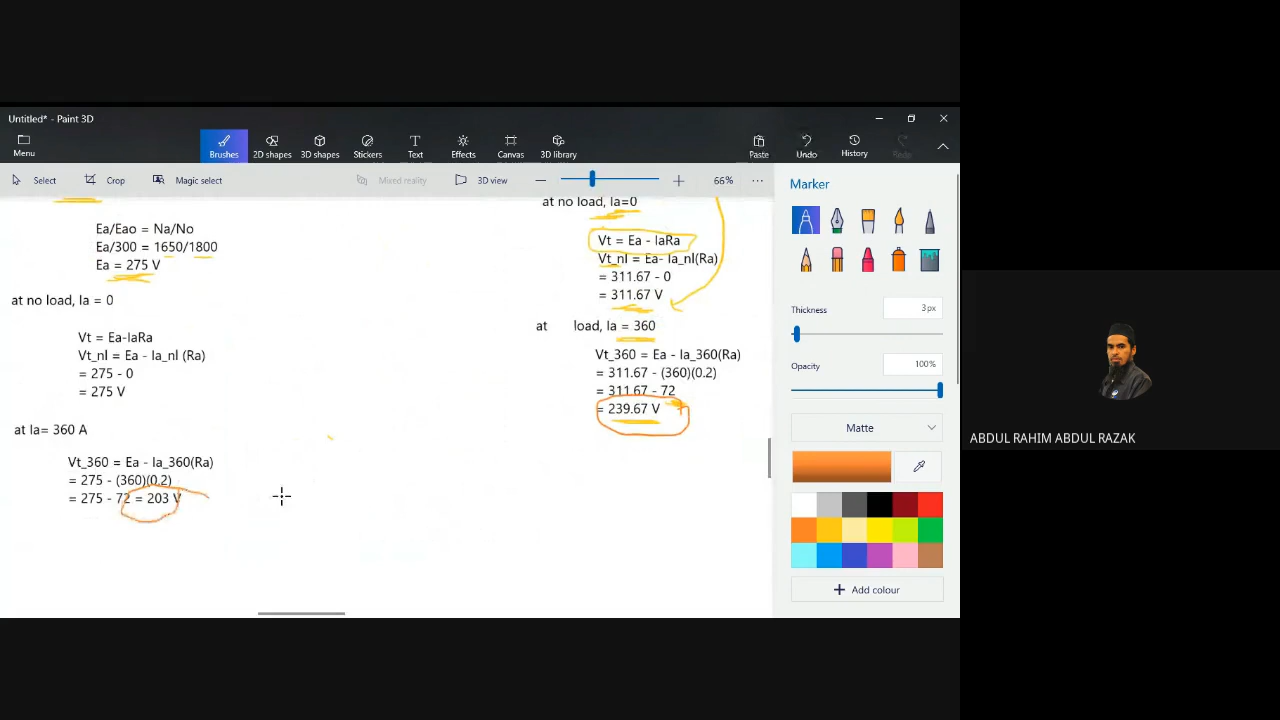 Untitled* - Paint 3D
Menu
Brushes
2D shapes
3D shapes
Stickers
Text
Effects
Canvas
3D library
Paste
Undo
History
Redo
Select
Crop
Magic select
Mixed reality
3D view
66%
Ea/Eao = Na/No
Ea/300 = 1650/1800
Ea = 275 V
at no load, Ia = 0
Vt = Ea-IaRa
Vt_nl = Ea - Ia_nl (Ra)
= 275 - 0
= 275 V
at Ia= 360 A
Vt_360 = Ea - Ia_360(Ra)
= 275 - (360)(0.2)
= 275 - 72 = 203 V
at no load, Ia=0
Vt = Ea - IaRa
Vt_nl = Ea- Ia_nl(Ra)
= 311.67 - 0
= 311.67 V
at load, Ia = 360
Vt_360 = Ea - Ia_360(Ra)
= 311.67 - (360)(0.2)
= 311.67 - 72
= 239.67 V
Marker
Thickness
3px
Opacity
100%
Matte
Add colour
ABDUL RAHIM ABDUL RAZAK